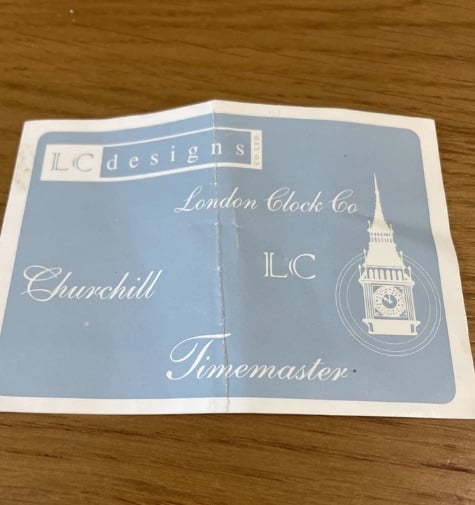 LC designs CO.LTD.
London Clock Co
LC
Churchill
Timemaster